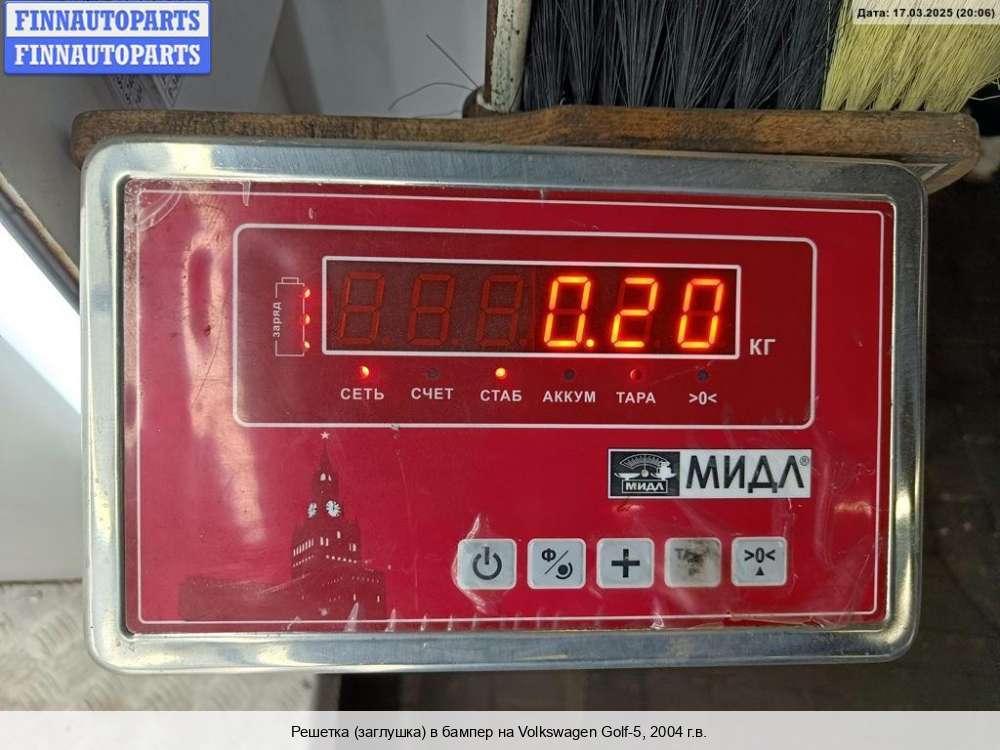 FINNAUTOPARTS
FINNAUTOPARTS
Дата: 17.03.2025 (20:06)
заряд
0.20
КГ
СЕТЬ СЧЕТ СТАБ АККУМ ТАРА >0<
МИДЛ
МИДЛ®
Ф/ + >0<
Решетка (заглушка) в бампер на Volkswagen Golf-5, 2004 г.в.